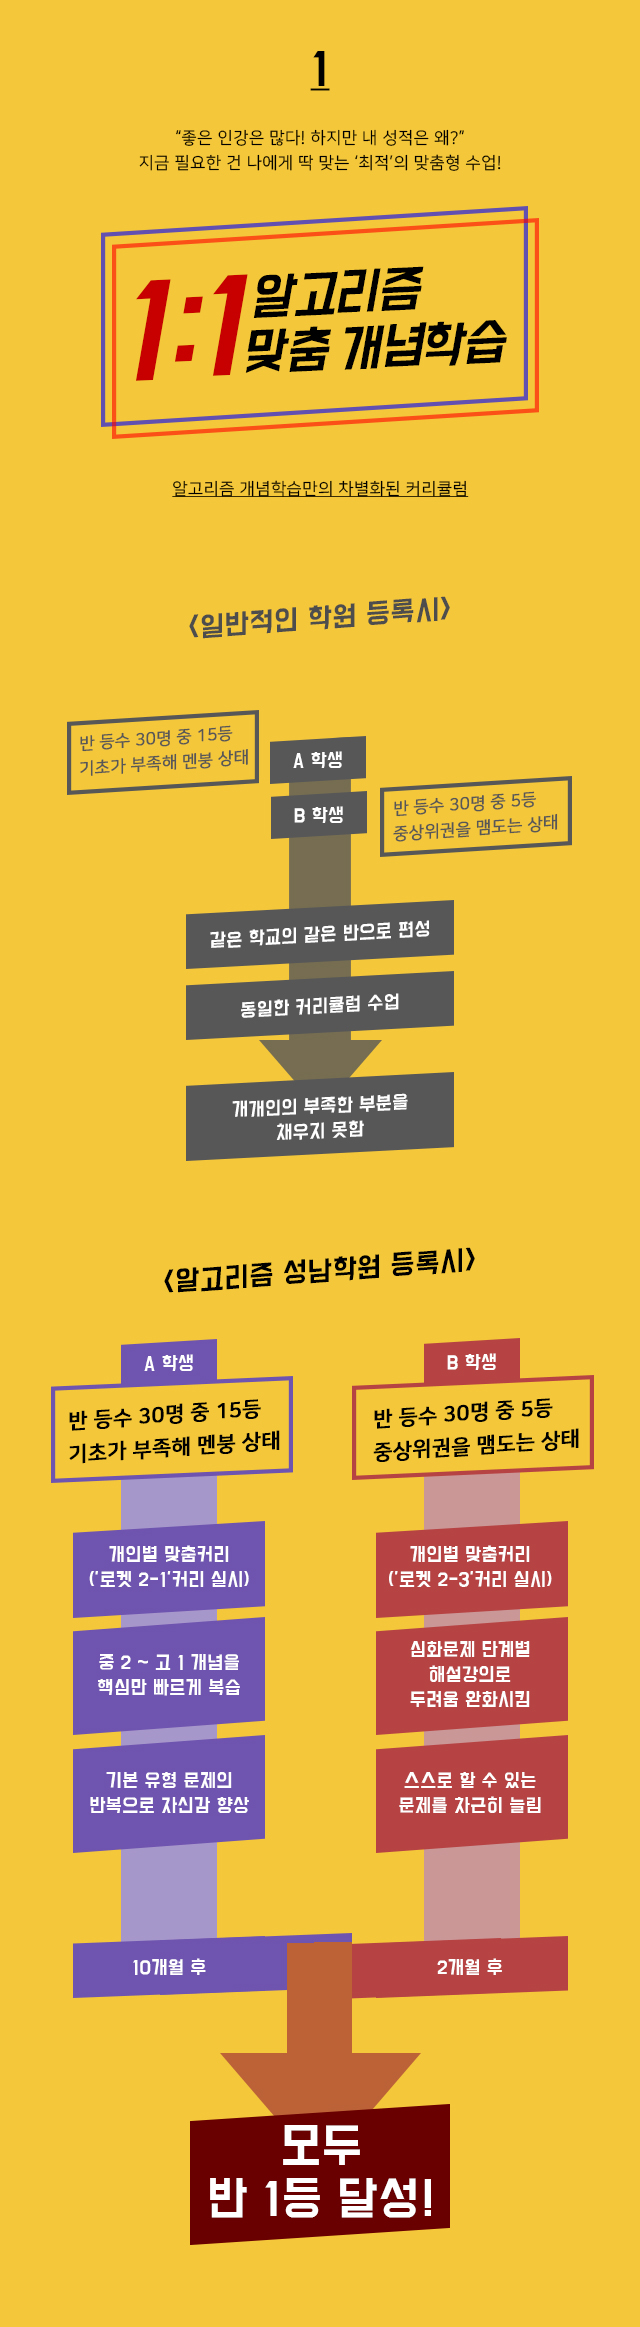 1
“좋은 인강은 많다! 하지만 내 성적은 왜?”
지금 필요한 건 나에게 딱 맞는 ‘최적’의 맞춤형 수업!
1:1 알고리즘
맞춤 개념학습
알고리즘 개념학습만의 차별화된 커리큘럼
<일반적인 학원 등록시>
반 등수 30명 중 15등
기초가 부족해 멘붕 상태
A 학생
B 학생
반 등수 30명 중 5등
중상위권을 맴도는 상태
같은 학교의 같은 반으로 편성
동일한 커리큘럼 수업
개개인의 부족한 부분을
채우지 못함
<알고리즘 성남학원 등록시>
A 학생
반 등수 30명 중 15등
기초가 부족해 멘붕 상태
개인별 맞춤커리
(‘로켓 2-1’커리 실시)
중 2 ~ 고 1 개념을
핵심만 빠르게 복습
기본 유형 문제의
반복으로 자신감 향상
10개월 후
B 학생
반 등수 30명 중 5등
중상위권을 맴도는 상태
개인별 맞춤커리
(‘로켓 2-3’커리 실시)
심화문제 단계별
해설강의로
두려움 완화시킴
스스로 할 수 있는
문제를 차근히 늘림
2개월 후
모두
반 1등 달성!